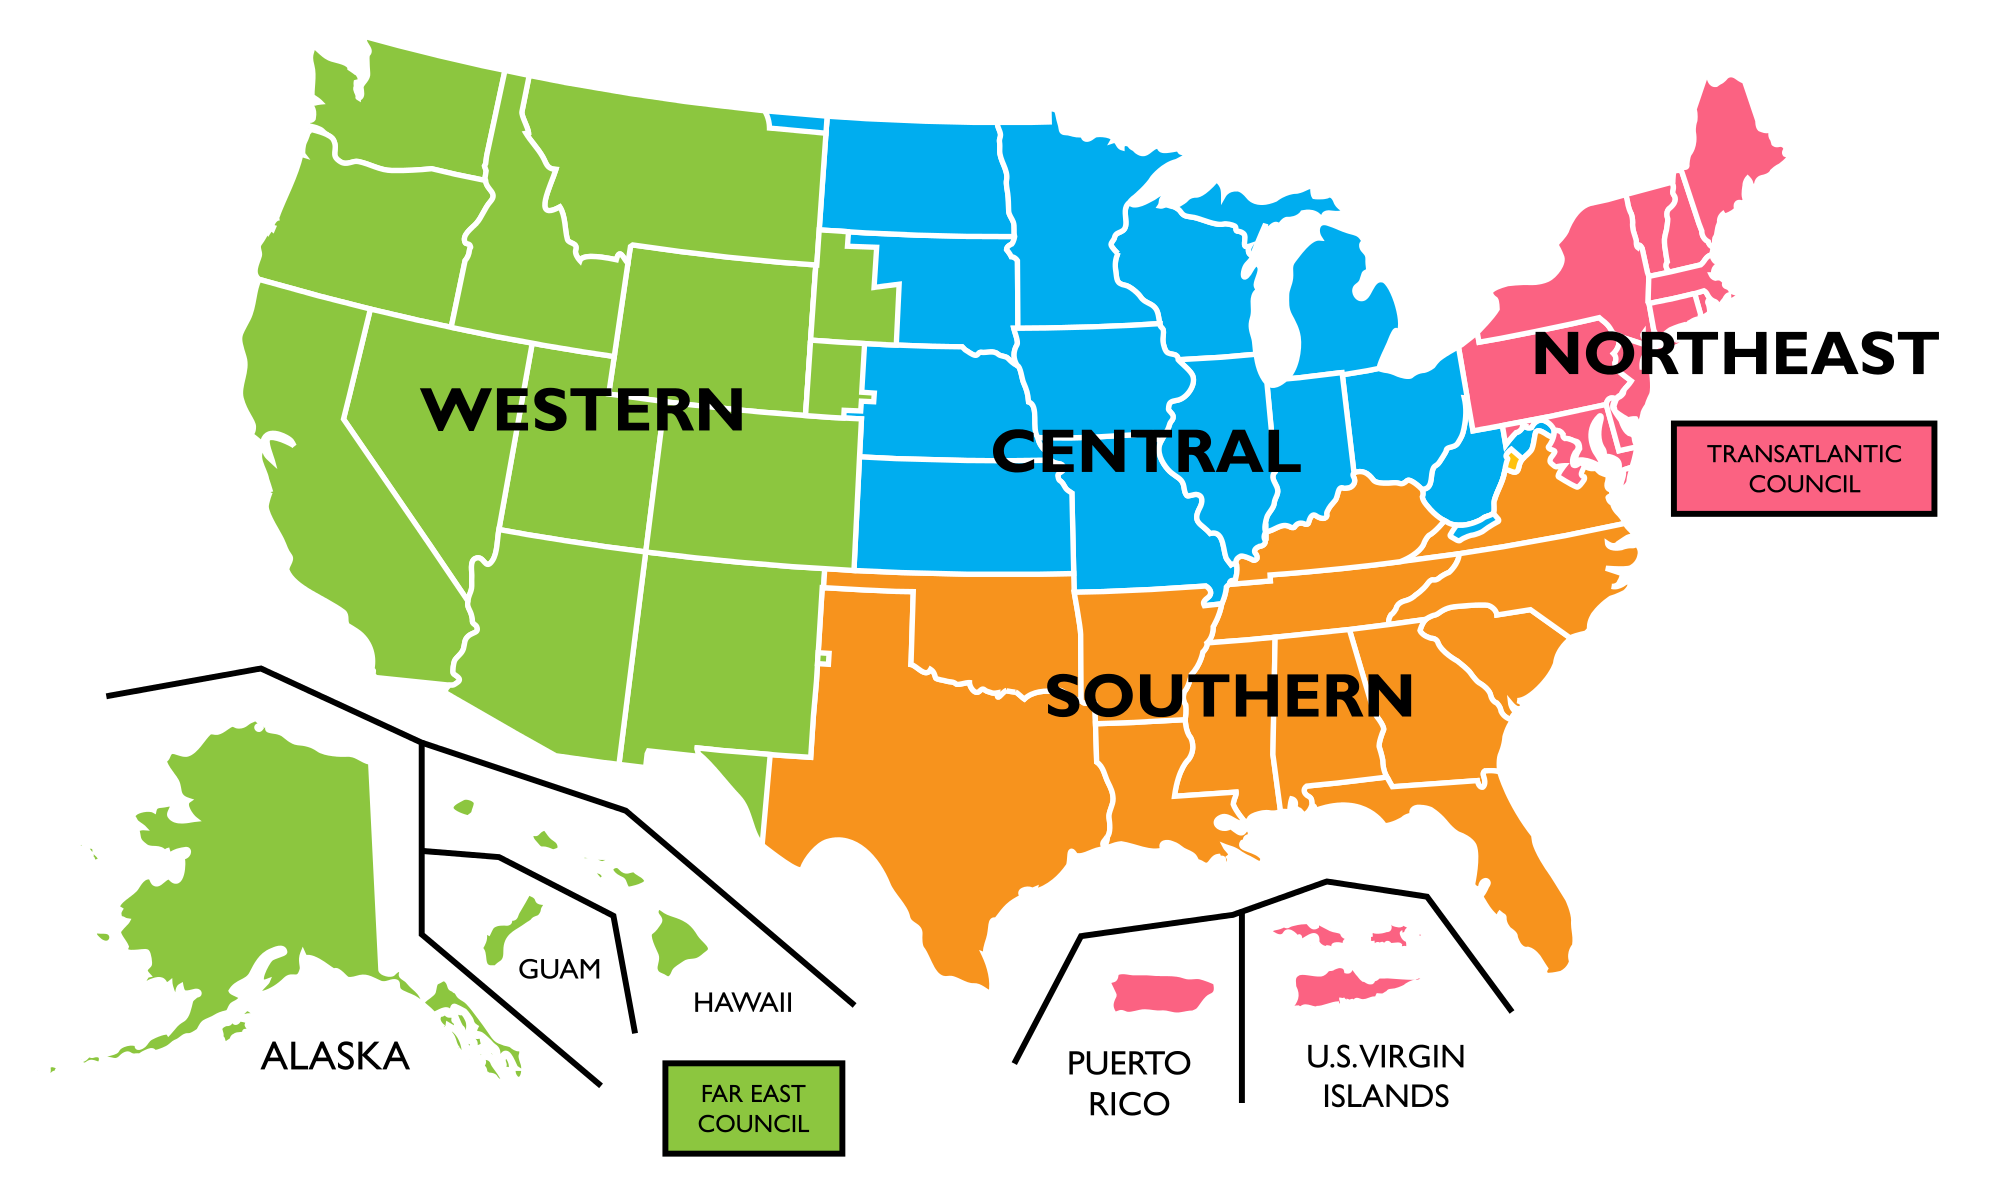 NORTHEAST
WESTERN
CENTRAL
TRANSATLANTIC
COUNCIL
SOUTHERN
GUAM
HAWAII
ALASKA
PUERTO
RICO
U.S.VIRGIN
ISLANDS
FAR EAST
COUNCIL